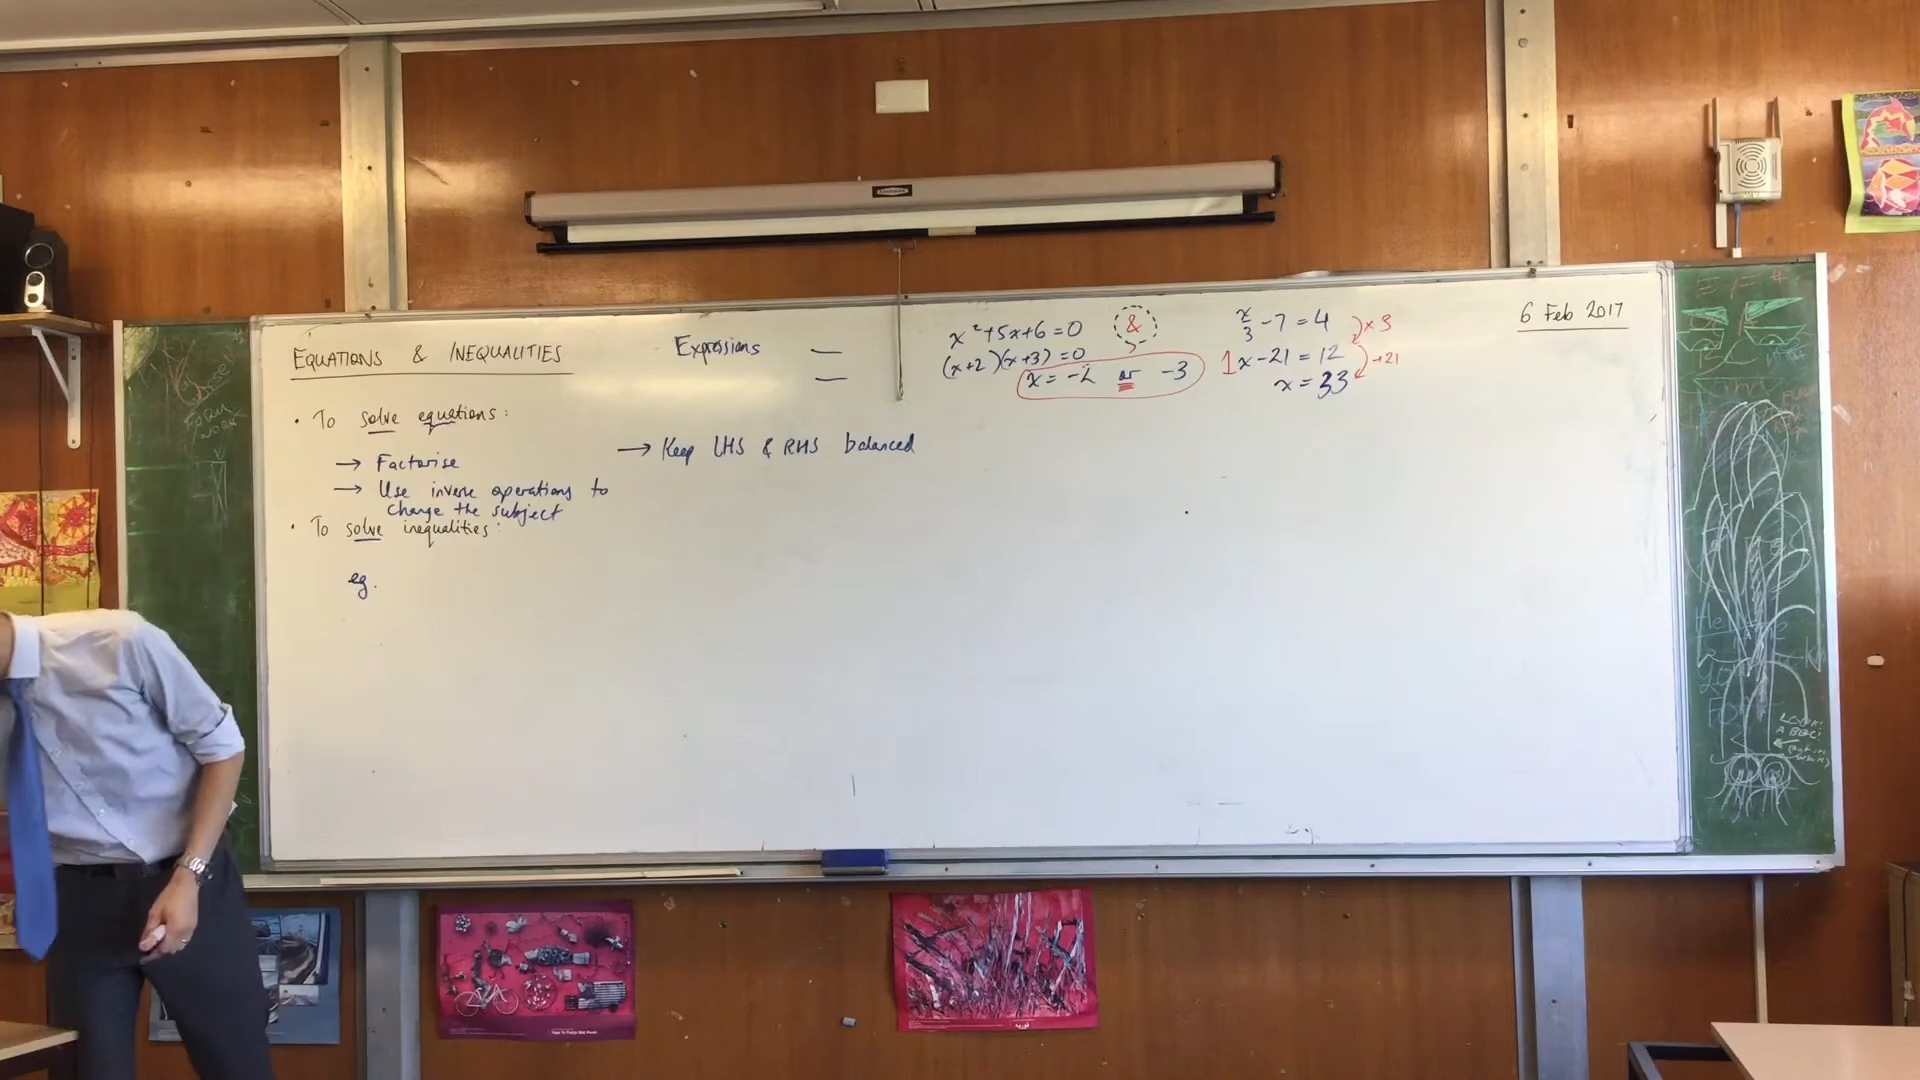 EQUATIONS & INEQUALITIES
Expressions =
x²+5x+6=0
(x+2)(x+3)=0
x=-2 or -3
&
x/3 -7=4
×3
1x-21=12
+21
x=33
6 Feb 2017
• To solve equations:
→ Factorise
→ Use inverse operations to
change the subject
→ Keep LHS & RHS balanced
• To solve inequalities:
eg.
LOOK!